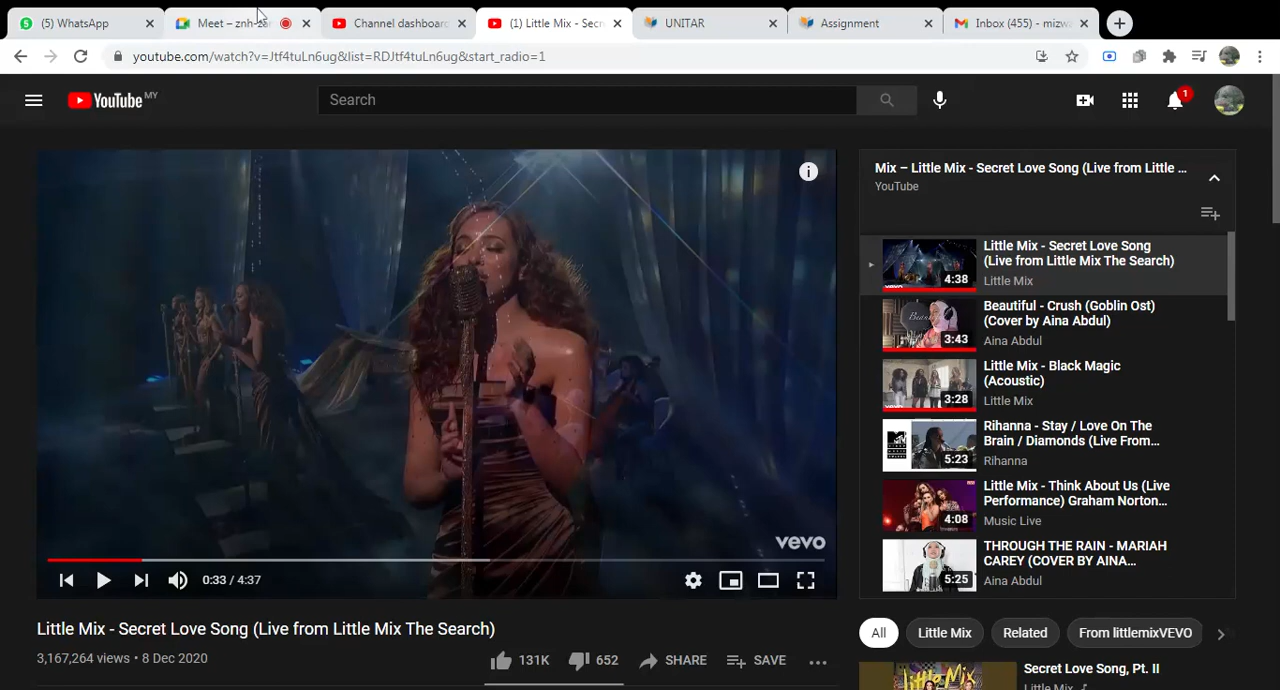 (5) WhatsApp
Meet – znh-
Channel dashboard
(1) Little Mix - Secr
UNITAR
Assignment
Inbox (455) - mizw
youtube.com/watch?v=Jtf4tuLn6ug&list=RDJtf4tuLn6ug&start_radio=1
YouTube MY
Search
1
Mix – Little Mix - Secret Love Song (Live from Little ...
YouTube
Little Mix - Secret Love Song
(Live from Little Mix The Search)
Little Mix
4:38
Beautiful - Crush (Goblin Ost)
(Cover by Aina Abdul)
Aina Abdul
3:43
Little Mix - Black Magic
(Acoustic)
Little Mix
3:28
Rihanna - Stay / Love On The
Brain / Diamonds (Live From...
Rihanna
5:23
Little Mix - Think About Us (Live
Performance) Graham Norton...
Music Live
4:08
THROUGH THE RAIN - MARIAH
CAREY (COVER BY AINA...
Aina Abdul
5:25
vevo
0:33 / 4:37
Little Mix - Secret Love Song (Live from Little Mix The Search)
3,167,264 views • 8 Dec 2020
131K
652
SHARE
SAVE
All
Little Mix
Related
From littlemixVEVO
Secret Love Song, Pt. II
Little Mix